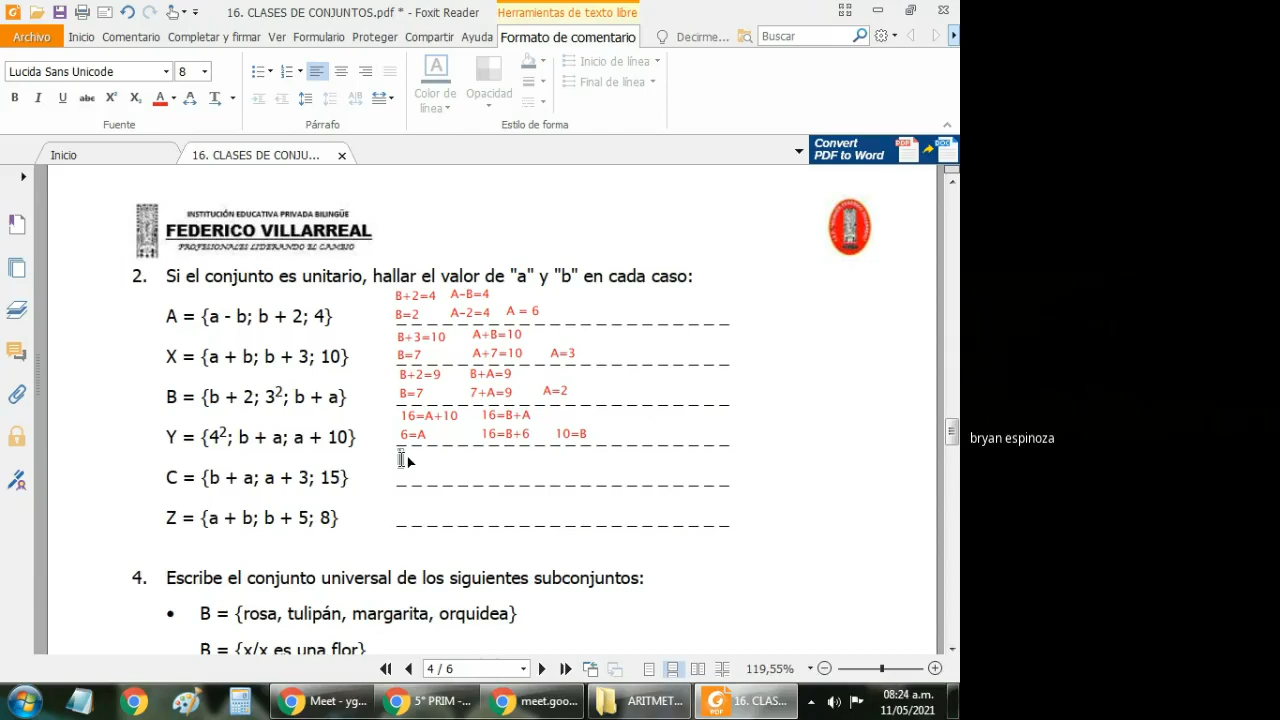 16. CLASES DE CONJUNTOS.pdf * - Foxit Reader
Herramientas de texto libre
Archivo Inicio Comentario Completar y firmar Ver Formulario Proteger Compartir Ayuda Formato de comentario Decirme... Buscar
Lucida Sans Unicode 8
Color de línea
Opacidad
Inicio de línea
Final de línea
Fuente Párrafo Estilo de forma
Inicio 16. CLASES DE CONJU...
Convert
PDF to Word
INSTITUCIÓN EDUCATIVA PRIVADA BILINGÜE
FEDERICO VILLARREAL
PROFESIONALES LIDERANDO EL CAMBIO
2. Si el conjunto es unitario, hallar el valor de "a" y "b" en cada caso:
B+2=4 A-B=4
A = {a - b; b + 2; 4} B=2 A-2=4 A = 6
B+3=10 A+B=10
X = {a + b; b + 3; 10} B=7 A+7=10 A=3
B+2=9 B+A=9
B = {b + 2; 3²; b + a} B=7 7+A=9 A=2
16=A+10 16=B+A
Y = {4²; b + a; a + 10} 6=A 16=B+6 10=B
C = {b + a; a + 3; 15}
Z = {a + b; b + 5; 8}
4. Escribe el conjunto universal de los siguientes subconjuntos:
• B = {rosa, tulipán, margarita, orquidea}
B = {x/x es una flor}
bryan espinoza
4 / 6 119,55%
Meet - yg... 5° PRIM -... meet.goo... ARITMET... 16. CLAS...
08:24 a.m.
11/05/2021